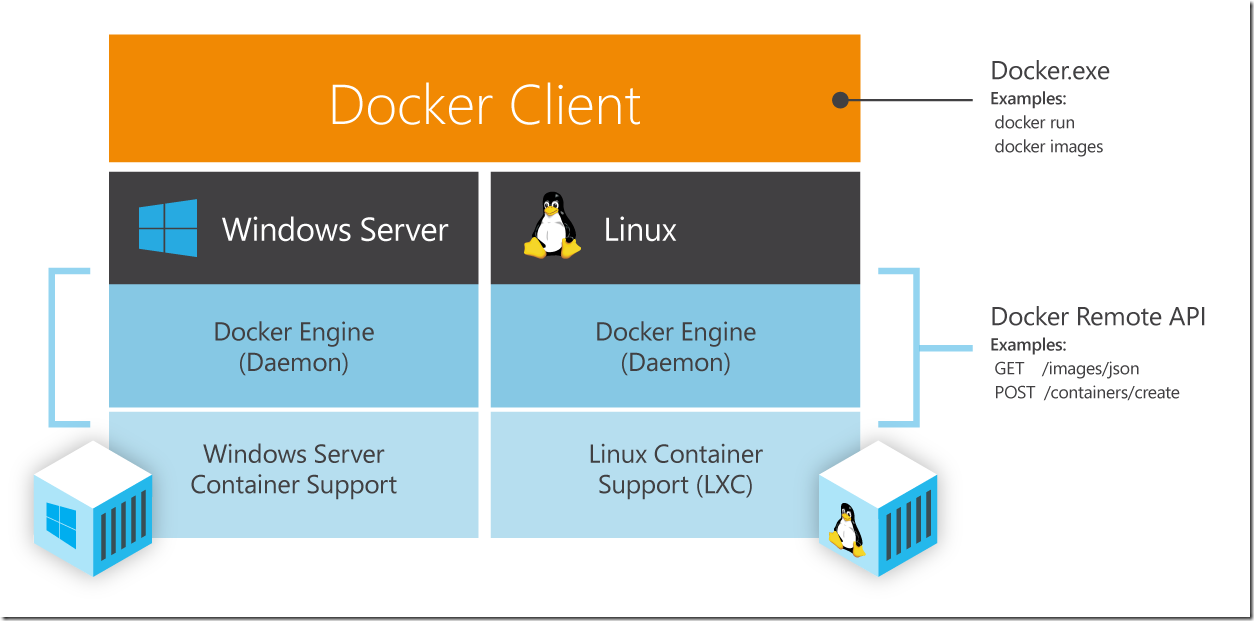 Docker Client
Docker.exe
Examples:
docker run
docker images
Windows Server
Linux
Docker Engine
(Daemon)
Docker Engine
(Daemon)
Docker Remote API
Examples:
GET /images/json
POST /containers/create
Windows Server
Container Support
Linux Container
Support (LXC)